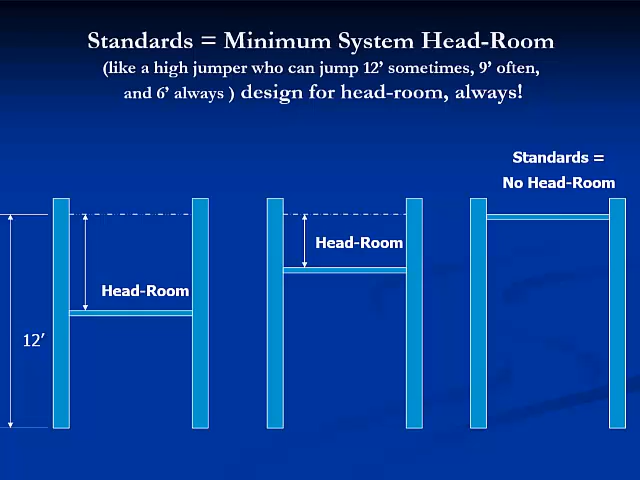 Standards = Minimum System Head-Room
(like a high jumper who can jump 12’ sometimes, 9’ often,
and 6’ always ) design for head-room, always!
Standards =
No Head-Room
Head-Room
Head-Room
12’